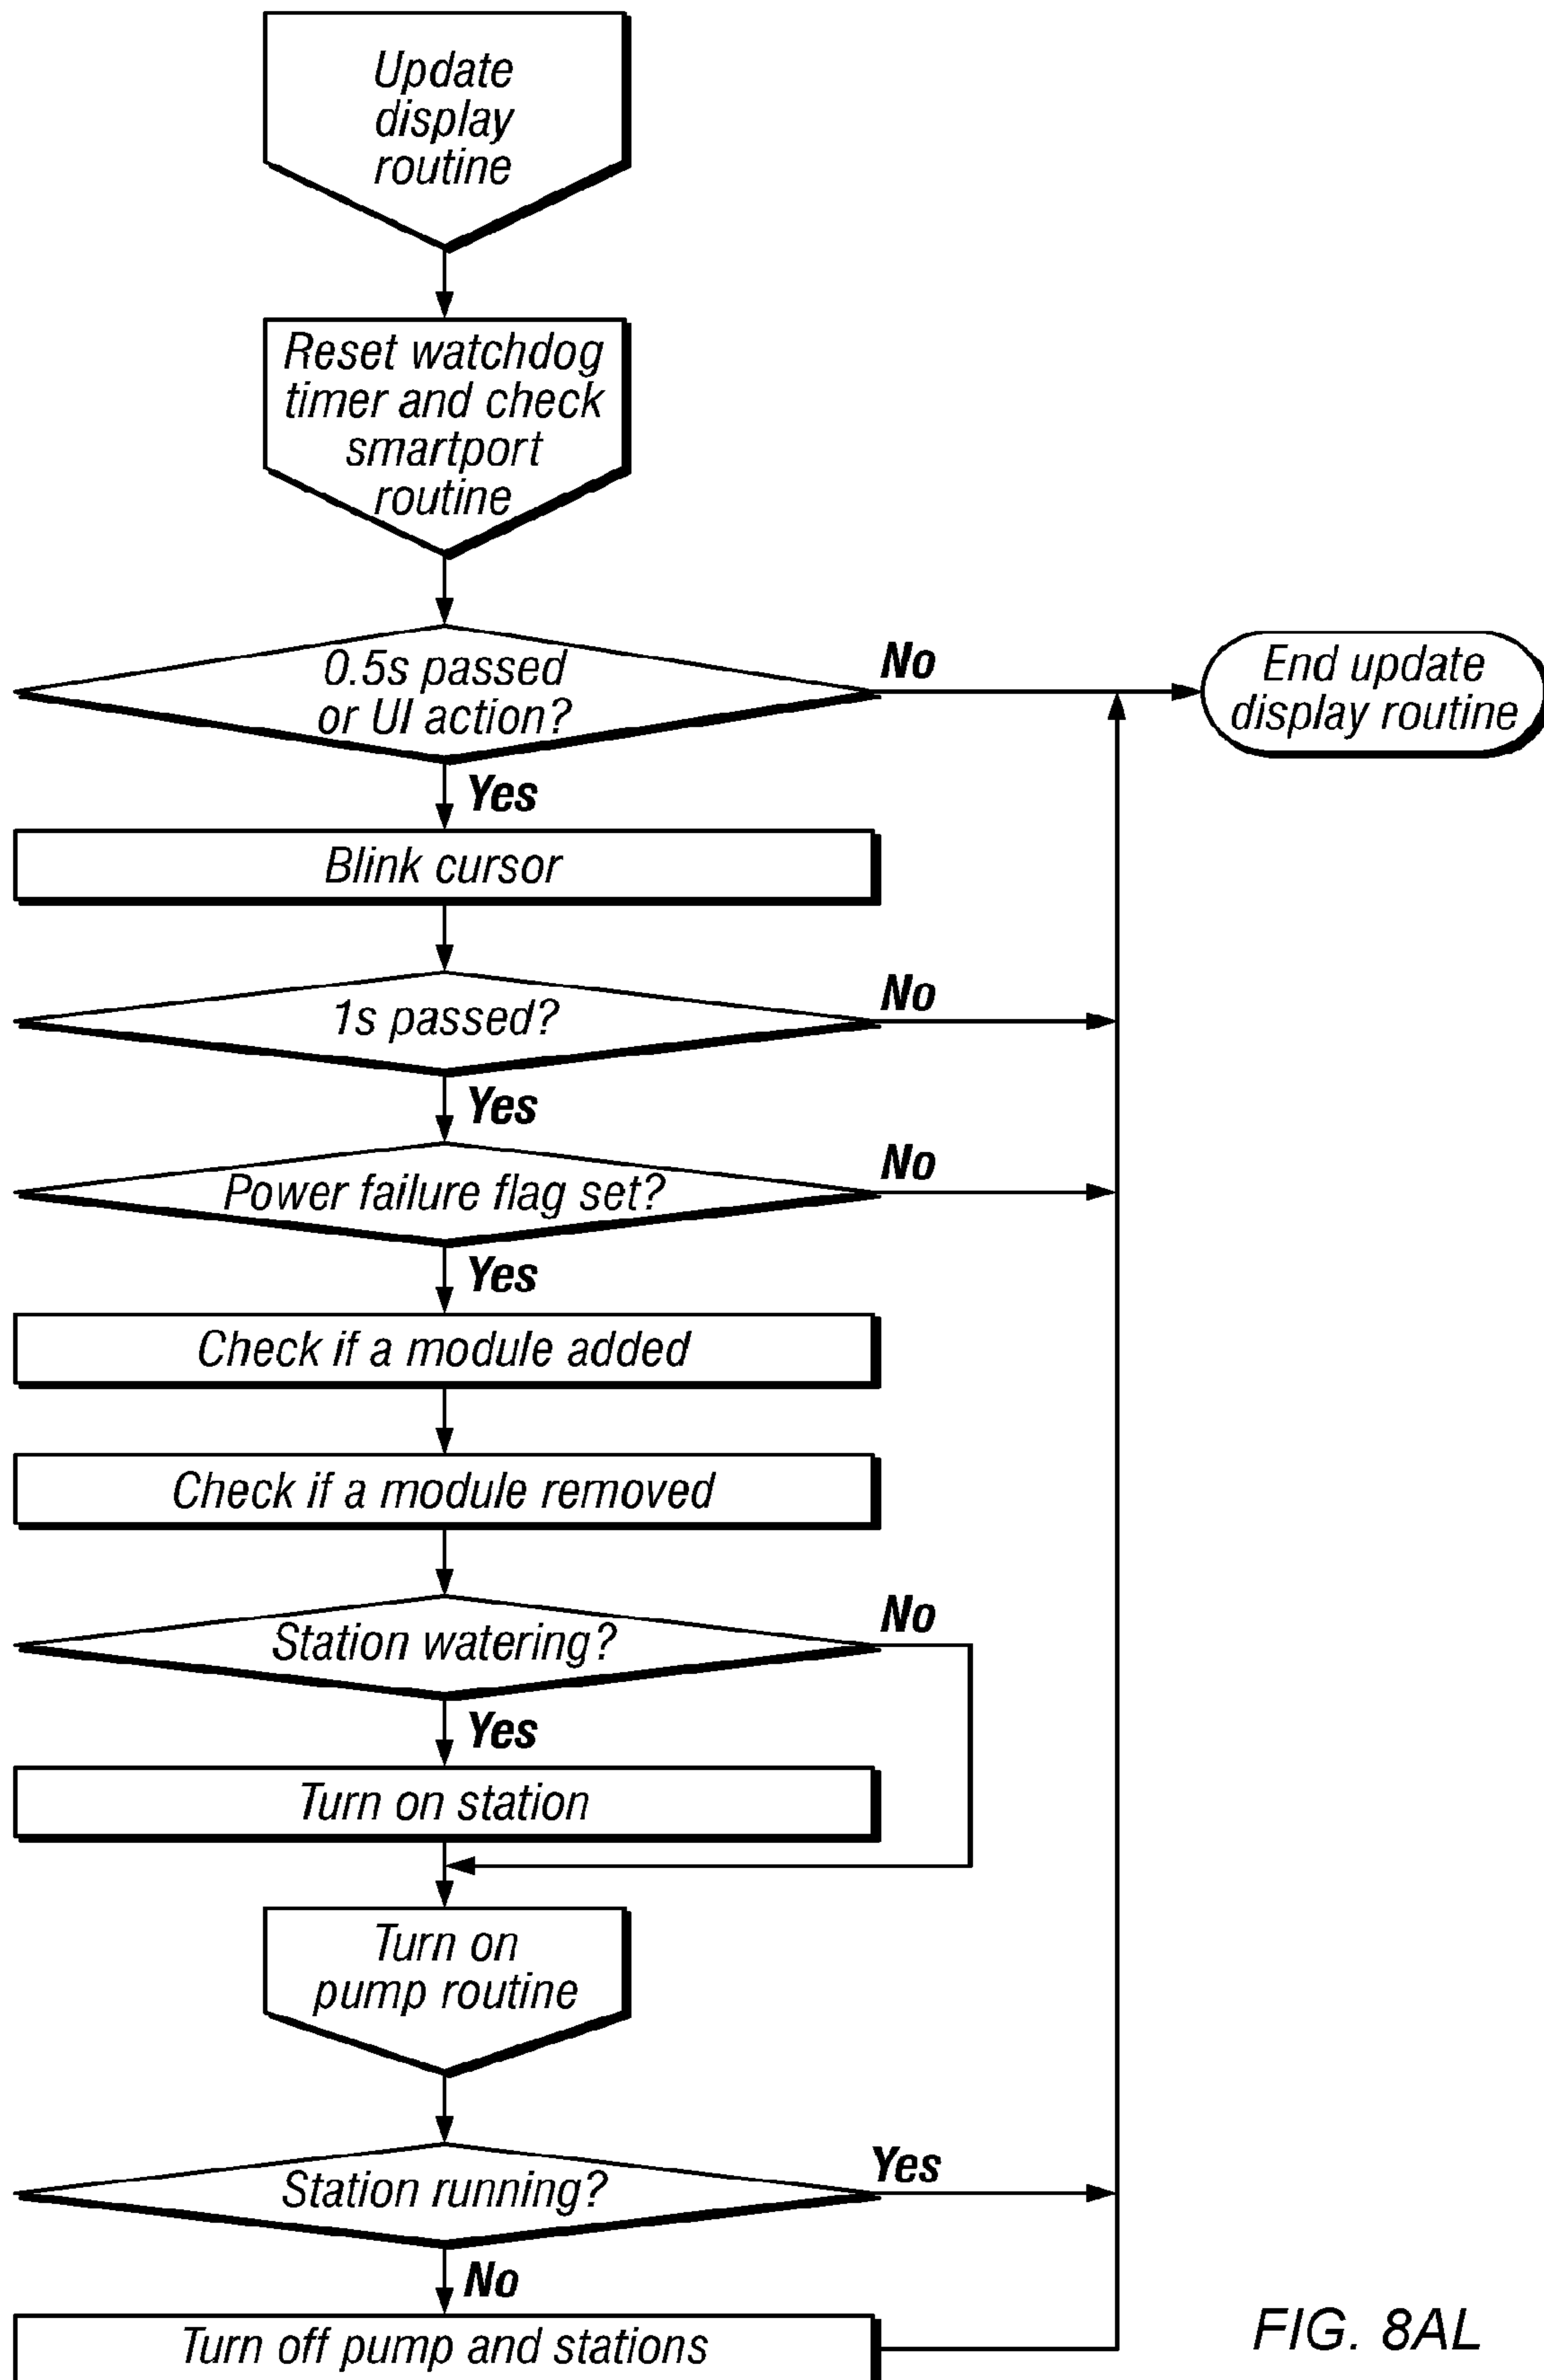 Update
display
routine
Reset watchdog
timer and check
smartport
routine
0.5s passed
or UI action?
No
End update
display routine
Yes
Blink cursor
1s passed?
No
Yes
Power failure flag set?
No
Yes
Check if a module added
Check if a module removed
Station watering?
No
Yes
Turn on station
Turn on
pump routine
Station running?
Yes
No
Turn off pump and stations
FIG. 8AL